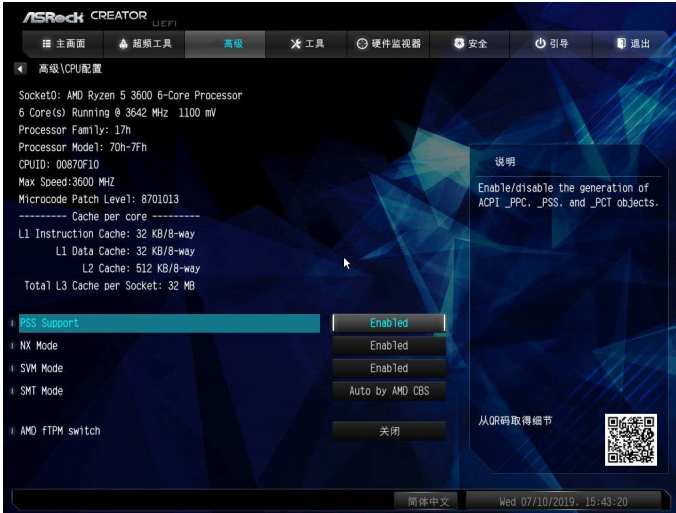 ASRock CREATOR UEFI
主画面 超频工具 高级 工具 硬件监视器 安全 引导 退出
高级\CPU配置
Socket0: AMD Ryzen 5 3600 6-Core Processor
6 Core(s) Running @ 3642 MHz 1100 mV
Processor Family: 17h
Processor Model: 70h-7Fh
CPUID: 00870F10
Max Speed:3600 MHZ
Microcode Patch Level: 8701013
--------- Cache per core ---------
L1 Instruction Cache: 32 KB/8-way
L1 Data Cache: 32 KB/8-way
L2 Cache: 512 KB/8-way
Total L3 Cache per Socket: 32 MB
PSS Support Enabled
NX Mode Enabled
SVM Mode Enabled
SMT Mode Auto by AMD CBS
AMD fTPM switch 关闭
说明
Enable/disable the generation of
ACPI _PPC, _PSS, and _PCT objects.
从QR码取得细节
简体中文 Wed 07/10/2019, 15:43:20